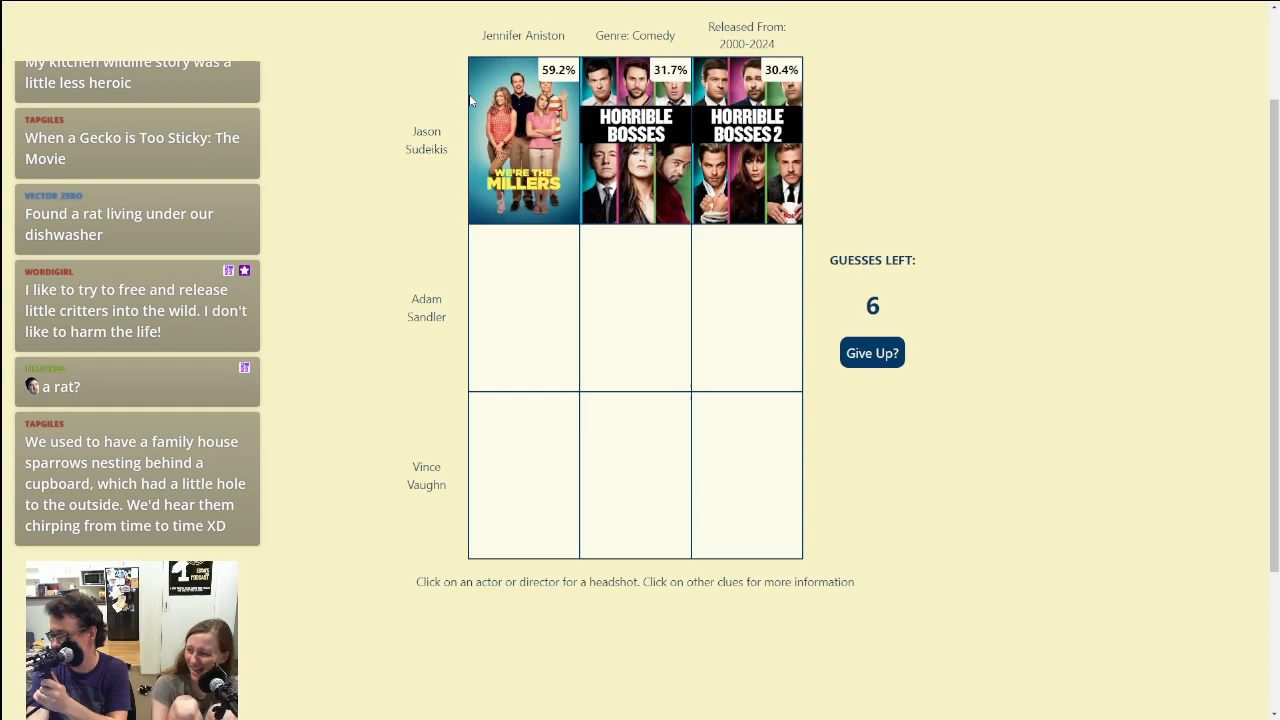 My kitchen wildlife story was a
little less heroic
TAPGILES
When a Gecko is Too Sticky: The
Movie
VECTOR ZERO
Found a rat living under our
dishwasher
WORDIGIRL
I like to try to free and release
little critters into the wild. I don't
like to harm the life!
a rat?
TAPGILES
We used to have a family house
sparrows nesting behind a
cupboard, which had a little hole
to the outside. We'd hear them
chirping from time to time XD
Jennifer Aniston
Genre: Comedy
Released From:
2000-2024
Jason
Sudeikis
59.2%
WE'RE THE
MILLERS
31.7%
HORRIBLE
BOSSES
30.4%
HORRIBLE
BOSSES 2
Adam
Sandler
Vince
Vaughn
GUESSES LEFT:
6
Give Up?
Click on an actor or director for a headshot. Click on other clues for more information